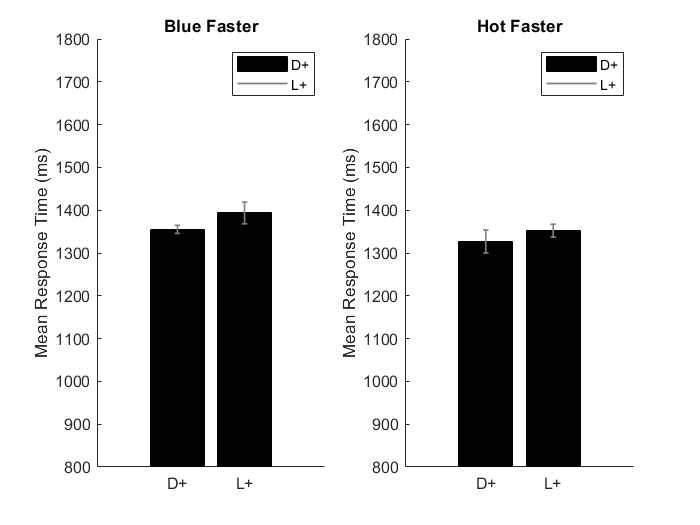 Blue Faster
Mean Response Time (ms)
1800
1700
1600
1500
1400
1300
1200
1100
1000
900
800
D+
L+
D+ L+
Hot Faster
Mean Response Time (ms)
1800
1700
1600
1500
1400
1300
1200
1100
1000
900
800
D+
L+
D+ L+